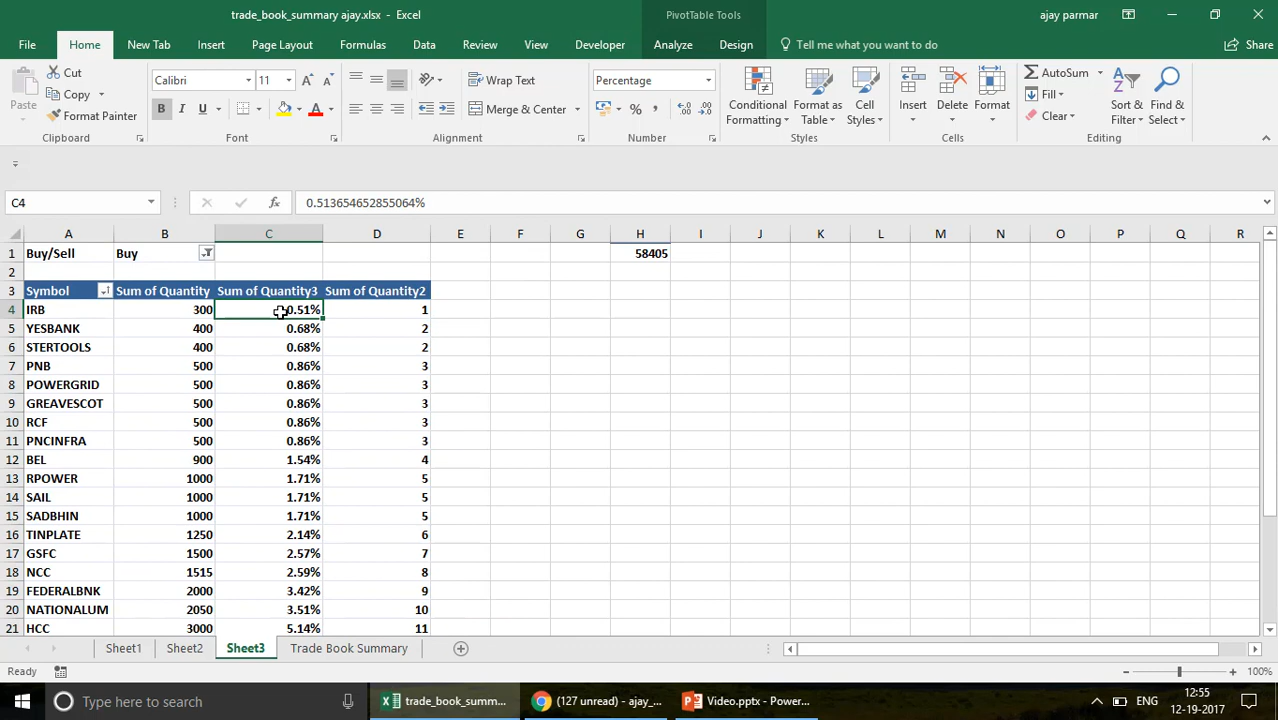 trade_book_summary ajay.xlsx - Excel
PivotTable Tools
ajay parmar
File Home New Tab Insert Page Layout Formulas Data Review View Developer Analyze Design Tell me what you want to do Share
Paste
Cut
Copy
Format Painter
Clipboard
Calibri 11
B I U
Font
Wrap Text
Merge & Center
Alignment
Percentage
%
Number
Conditional Formatting
Format as Table
Cell Styles
Styles
Insert
Delete
Format
Cells
AutoSum
Fill
Clear
Sort & Filter
Find & Select
Editing
C4 fx 0.513654652855064%
A B C D E F G H I J K L M N O P Q R
1 Buy/Sell Buy 58405
2
3 Symbol Sum of Quantity Sum of Quantity3 Sum of Quantity2
4 IRB 300 0.51% 1
5 YESBANK 400 0.68% 2
6 STERTOOLS 400 0.68% 2
7 PNB 500 0.86% 3
8 POWERGRID 500 0.86% 3
9 GREAVESCOT 500 0.86% 3
10 RCF 500 0.86% 3
11 PNCINFRA 500 0.86% 3
12 BEL 900 1.54% 4
13 RPOWER 1000 1.71% 5
14 SAIL 1000 1.71% 5
15 SADBHIN 1000 1.71% 5
16 TINPLATE 1250 2.14% 6
17 GSFC 1500 2.57% 7
18 NCC 1515 2.59% 8
19 FEDERALBNK 2000 3.42% 9
20 NATIONALUM 2050 3.51% 10
21 HCC 3000 5.14% 11
Sheet1 Sheet2 Sheet3 Trade Book Summary
Ready 100%
Type here to search
trade_book_summ...
(127 unread) - ajay_...
Video.pptx - Power...
ENG
12:55
12-19-2017